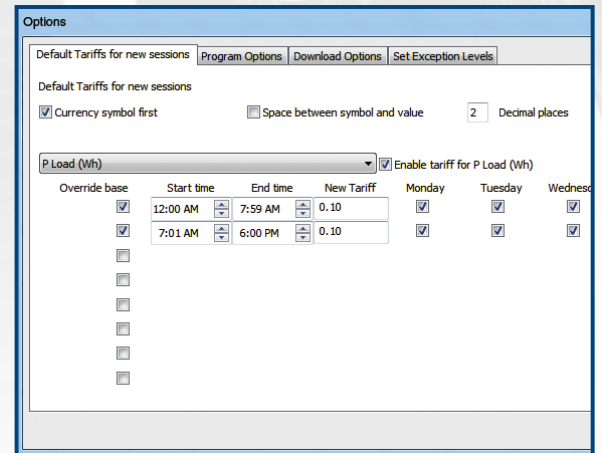 Options
Default Tariffs for new sessions Program Options Download Options Set Exception Levels
Default Tariffs for new sessions
Currency symbol first Space between symbol and value 2 Decimal places
P Load (Wh) Enable tariff for P Load (Wh)
Override base Start time End time New Tariff Monday Tuesday Wednesd
12:00 AM 7:59 AM 0.10
7:01 AM 6:00 PM 0.10